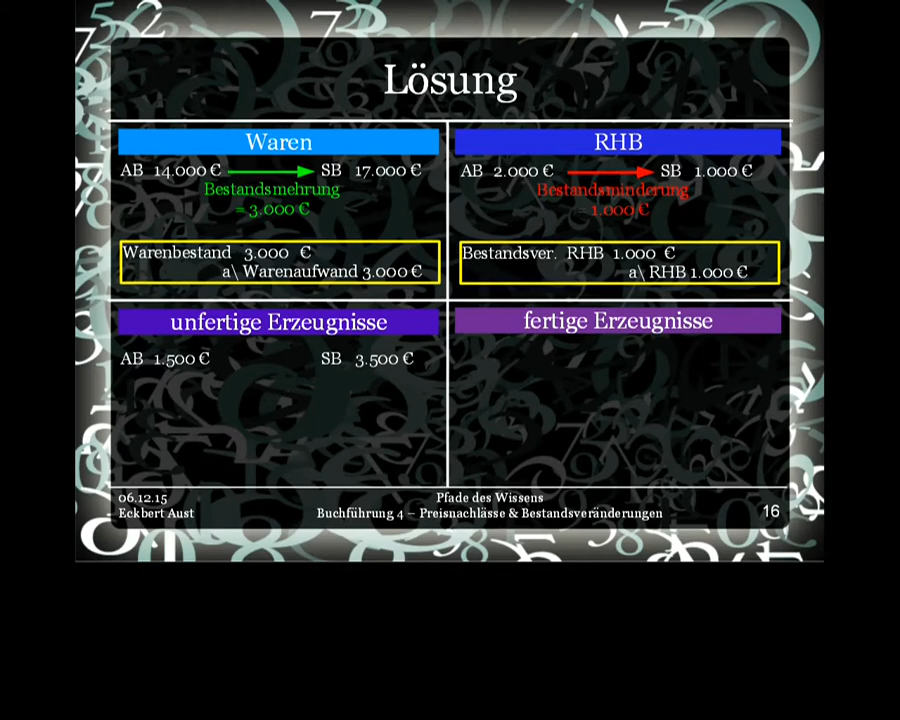 Lösung
Waren
AB 14.000 € SB 17.000 €
Bestandsmehrung
= 3.000 €
Warenbestand 3.000 €
a\ Warenaufwand 3.000 €
RHB
AB 2.000 € SB 1.000 €
Bestandsminderung
= 1.000 €
Bestandsver. RHB 1.000 €
a\ RHB 1.000 €
unfertige Erzeugnisse
AB 1.500 € SB 3.500 €
fertige Erzeugnisse
06.12.15
Eckbert Aust
Pfade des Wissens
Buchführung 4 – Preisnachlässe & Bestandsveränderungen
16